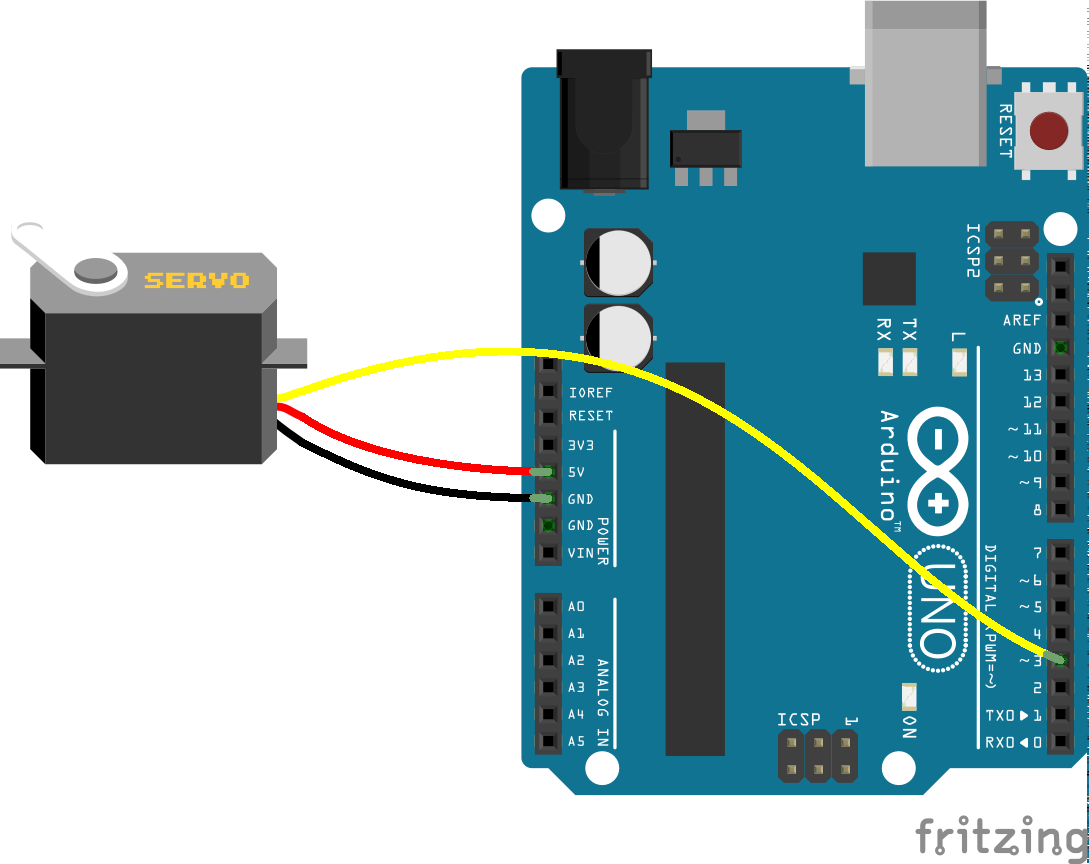 SERVO
RESET
ICSP2
IOREF
RESET
3V3
5V
GND
GND
VIN
POWER
A0
A1
A2
A3
A4
A5
ANALOG IN
RX
TX
L
Arduino™
UNO
ON
ICSP
1
AREF
GND
13
12
~11
~10
~9
8
7
~6
~5
4
~3
2
TX0▶1
RX0◀0
DIGITAL (PWM=~)
fritzing